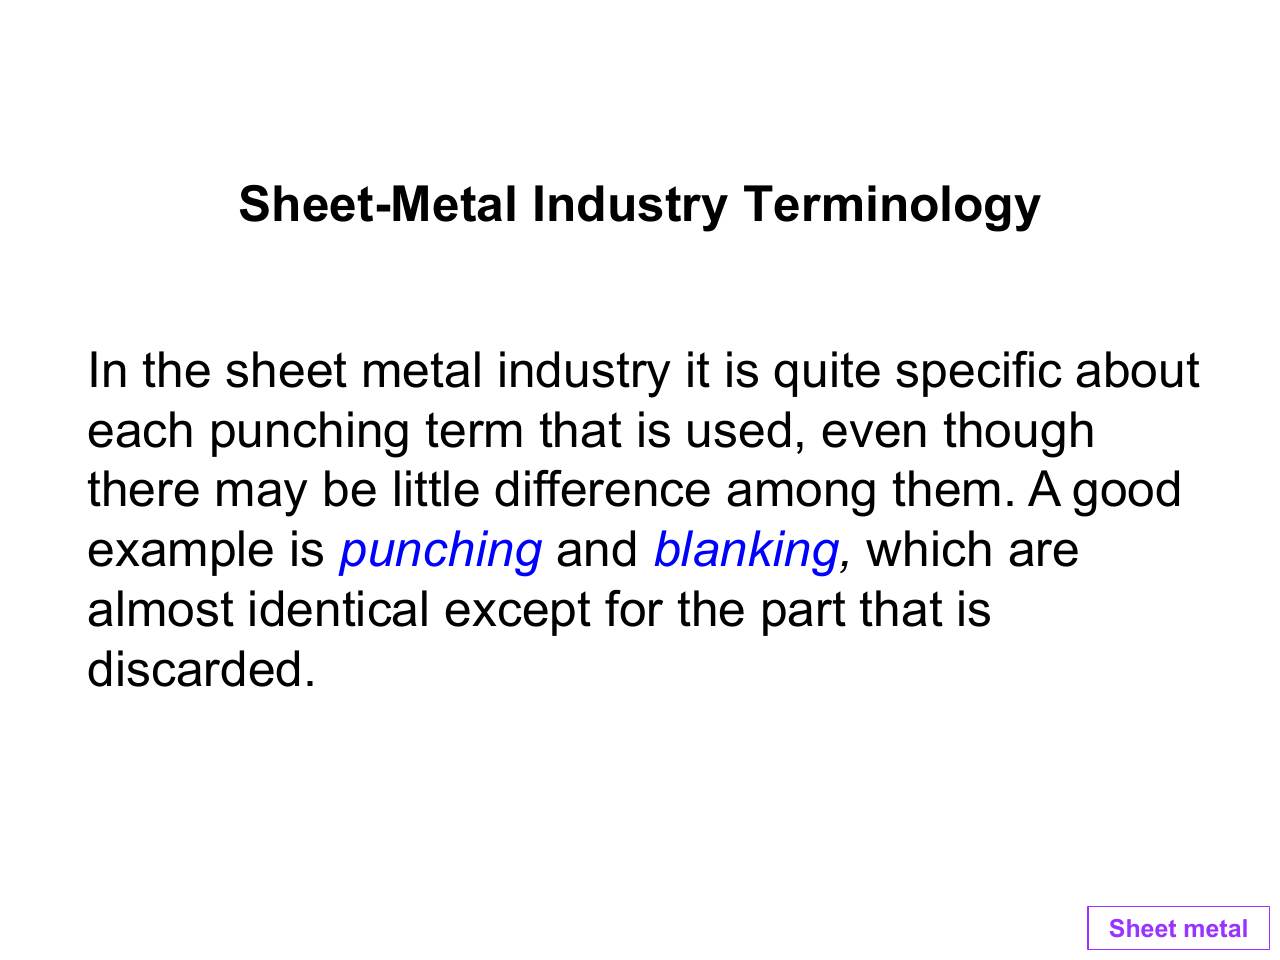 Sheet-Metal Industry Terminology
In the sheet metal industry it is quite specific about
each punching term that is used, even though
there may be little difference among them. A good
example is punching and blanking, which are
almost identical except for the part that is
discarded.
Sheet metal